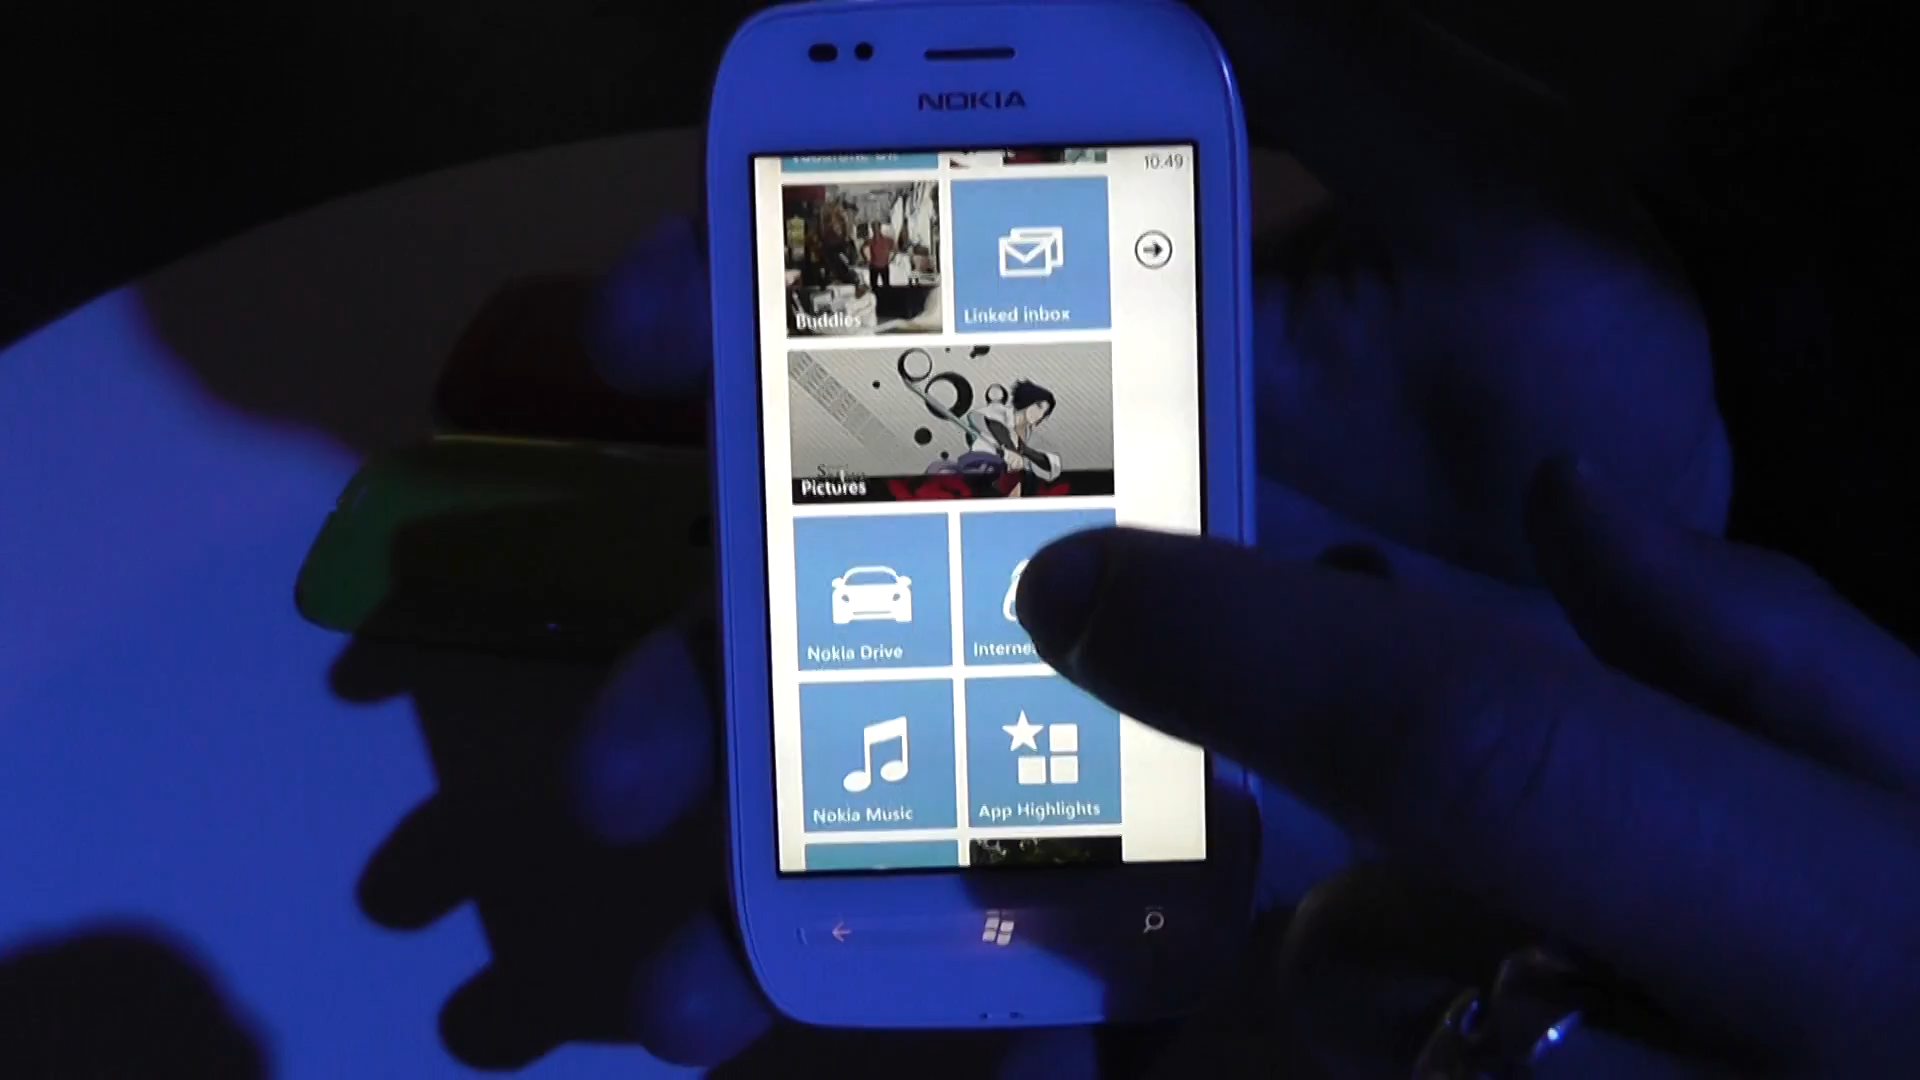 NOKIA
10:49
Buddies
Linked inbox
Pictures
Nokia Drive
Nokia Music
App Highlights